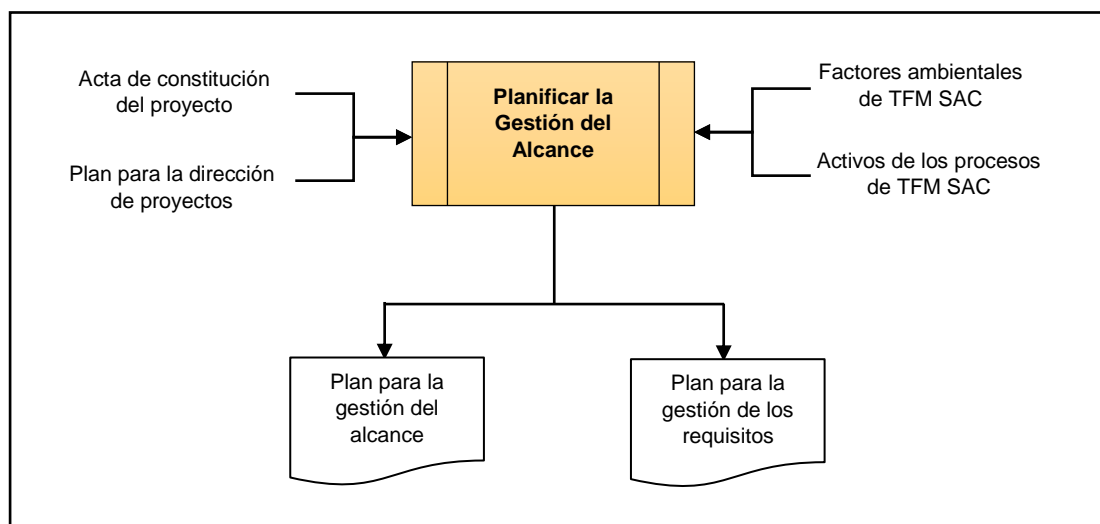 Acta de constitución
del proyecto
Plan para la dirección
de proyectos
Planificar la
Gestión del
Alcance
Factores ambientales
de TFM SAC
Activos de los procesos
de TFM SAC
Plan para la
gestión del
alcance
Plan para la
gestión de los
requisitos